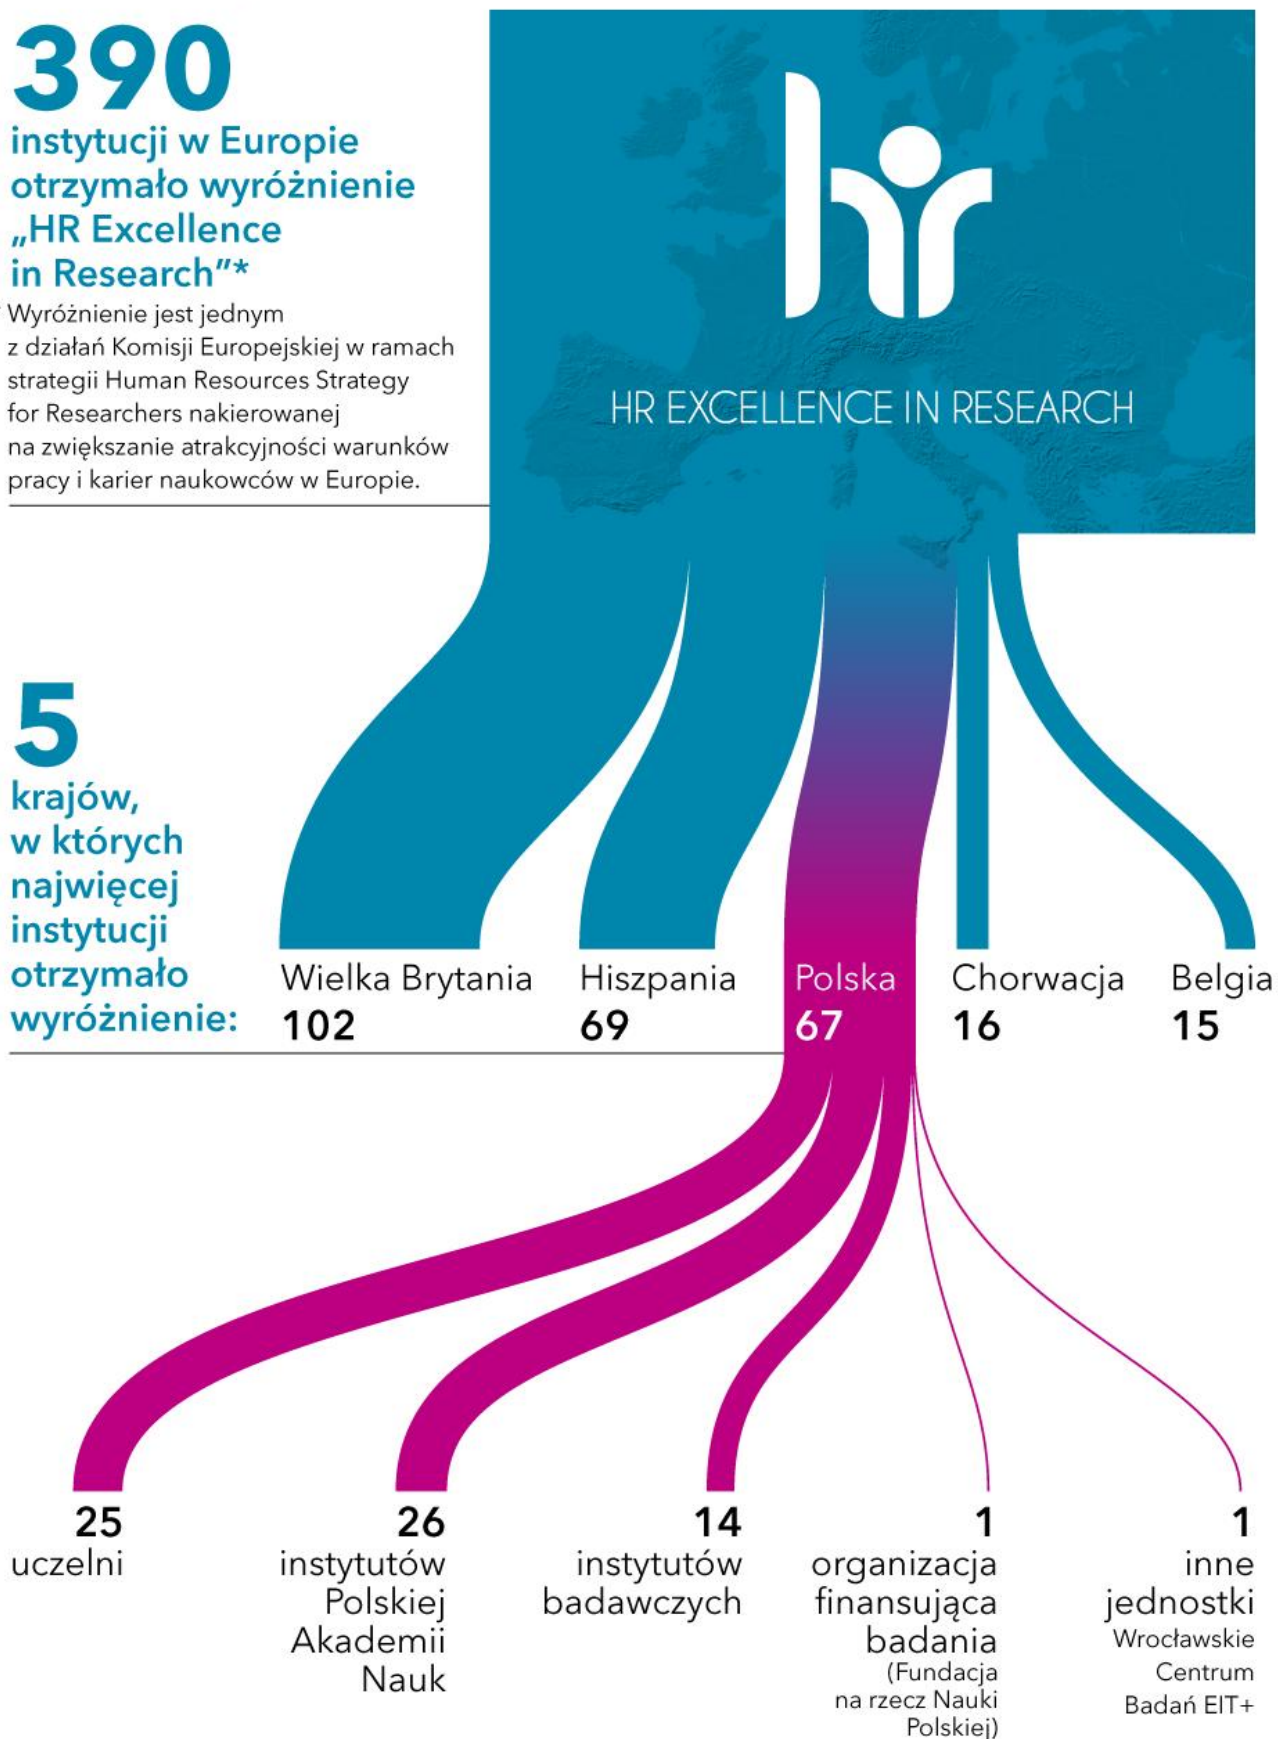 390
instytucji w Europie
otrzymało wyróżnienie
„HR Excellence
in Research”*
Wyróżnienie jest jednym
z działań Komisji Europejskiej w ramach
strategii Human Resources Strategy
for Researchers nakierowanej
na zwiększanie atrakcyjności warunków
pracy i karier naukowców w Europie.
hr
HR EXCELLENCE IN RESEARCH
5
krajów,
w których
najwięcej
instytucji
otrzymało
wyróżnienie:
Wielka Brytania
102
Hiszpania
69
Polska
67
Chorwacja
16
Belgia
15
25
uczelni
26
instytutów
Polskiej
Akademii
Nauk
14
instytutów
badawczych
1
organizacja
finansująca
badania
(Fundacja
na rzecz Nauki
Polskiej)
1
inne
jednostki
Wrocławskie
Centrum
Badań EIT+